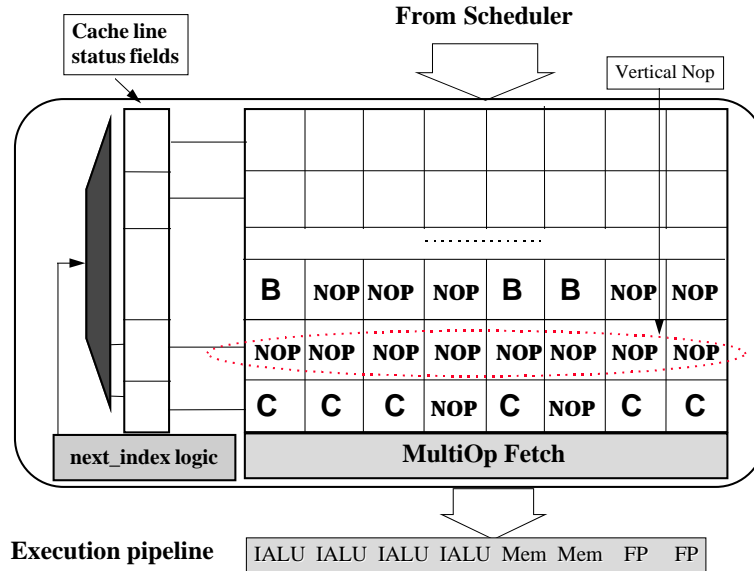 From Scheduler
Cache line
status fields
Vertical Nop
B NOP NOP NOP B B NOP NOP
NOP NOP NOP NOP NOP NOP NOP NOP
C C C NOP C NOP C C
next_index logic
MultiOp Fetch
Execution pipeline
IALU IALU IALU IALU Mem Mem FP FP